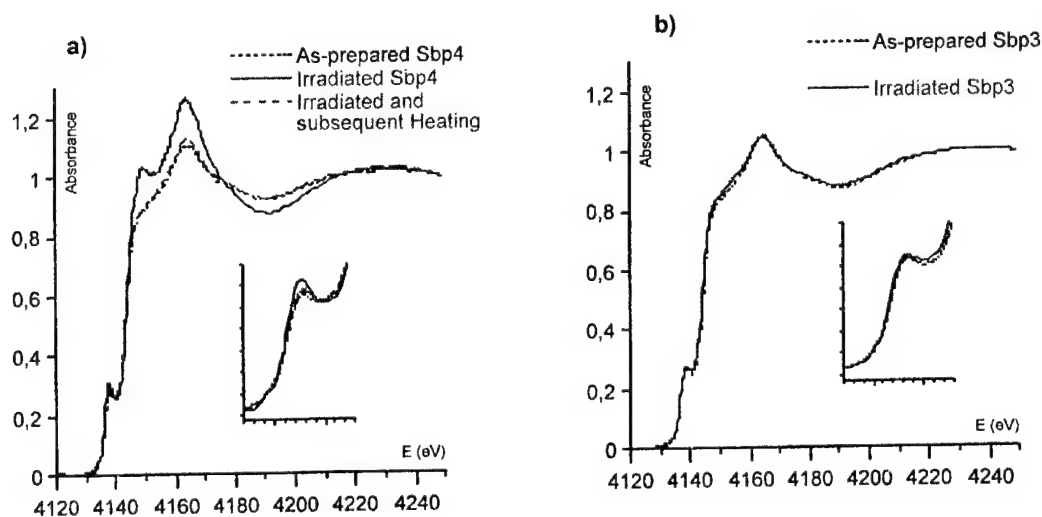 a)
As-prepared Sbp4
Irradiated Sbp4
Irradiated and
subsequent Heating
Absorbance
1,2
1
0,8
0,6
0,4
0,2
0
E (eV)
4120 4140 4160 4180 4200 4220 4240
b)
As-prepared Sbp3
Irradiated Sbp3
Absorbance
1,2
1
0,8
0,6
0,4
0,2
0
E (eV)
4120 4140 4160 4180 4200 4220 4240